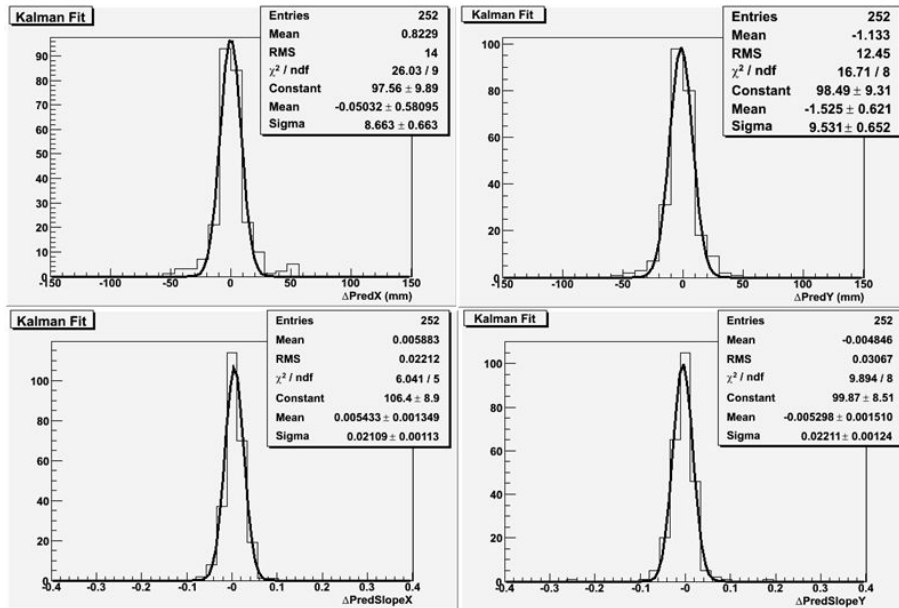 Kalman Fit
Entries 252
Mean 0.8229
RMS 14
χ² / ndf 26.03 / 9
Constant 97.56 ± 9.89
Mean -0.05032 ± 0.58095
Sigma 8.663 ± 0.663
90
80
70
60
50
40
30
20
10
0
-150 -100 -50 0 50 100 150
ΔPredX (mm)
Kalman Fit
Entries 252
Mean -1.133
RMS 12.45
χ² / ndf 16.71 / 8
Constant 98.49 ± 9.31
Mean -1.525 ± 0.621
Sigma 9.531 ± 0.652
100
80
60
40
20
0
-150 -100 -50 0 50 100 150
ΔPredY (mm)
Kalman Fit
Entries 252
Mean 0.005883
RMS 0.02212
χ² / ndf 6.041 / 5
Constant 106.4 ± 8.9
Mean 0.005433 ± 0.001349
Sigma 0.02109 ± 0.00113
100
80
60
40
20
0
-0.4 -0.3 -0.2 -0.1 -0 0.1 0.2 0.3 0.4
ΔPredSlopeX
Kalman Fit
Entries 252
Mean -0.004846
RMS 0.03067
χ² / ndf 9.894 / 8
Constant 99.87 ± 8.51
Mean -0.005298 ± 0.001510
Sigma 0.02211 ± 0.00124
100
80
60
40
20
0
-0.4 -0.3 -0.2 -0.1 -0 0.1 0.2 0.3 0.4
ΔPredSlopeY